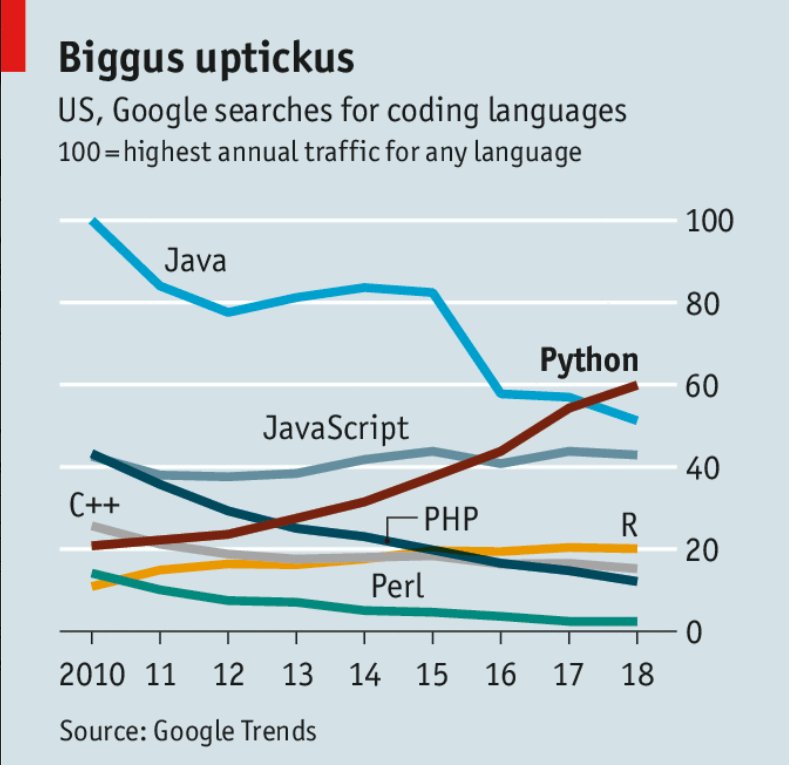 Biggus uptickus
US, Google searches for coding languages
100=highest annual traffic for any language
100
Java
80
Python
60
JavaScript
40
C++
PHP
R
20
Perl
0
2010 11 12 13 14 15 16 17 18
Source: Google Trends